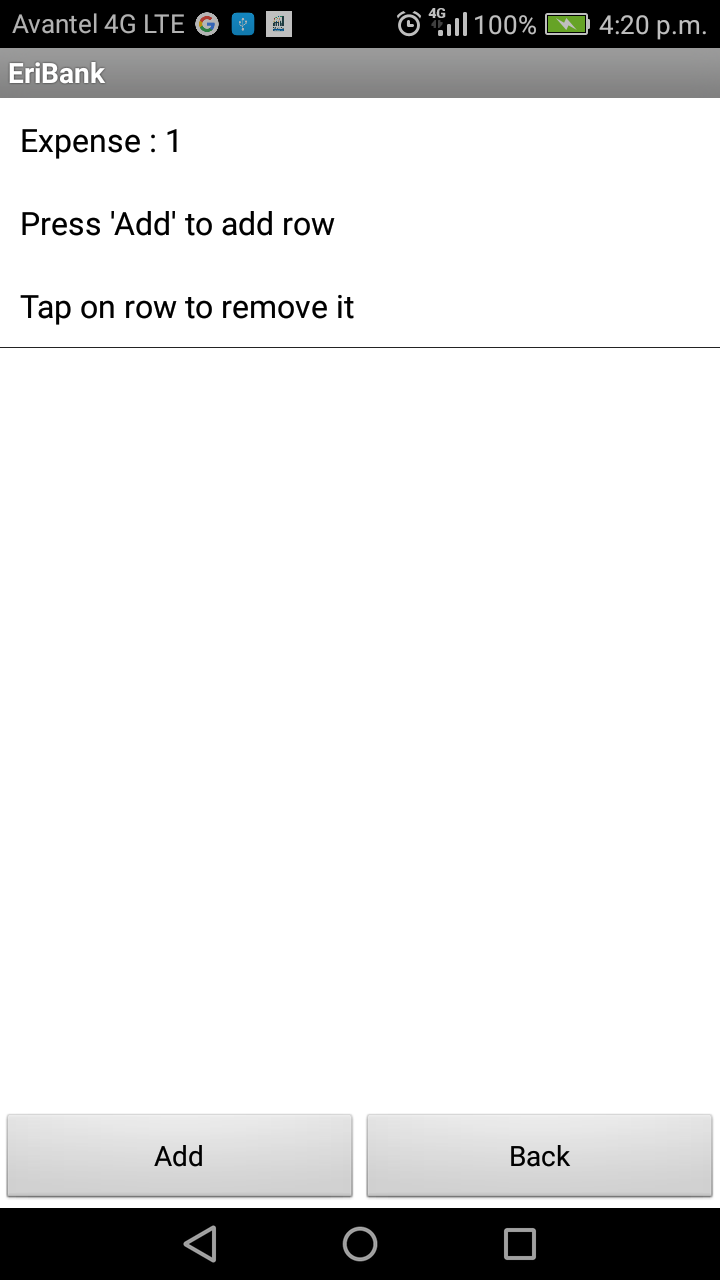 Avantel 4G LTE 4G 100% 4:20 p.m.
EriBank
Expense : 1
Press 'Add' to add row
Tap on row to remove it
Add Back